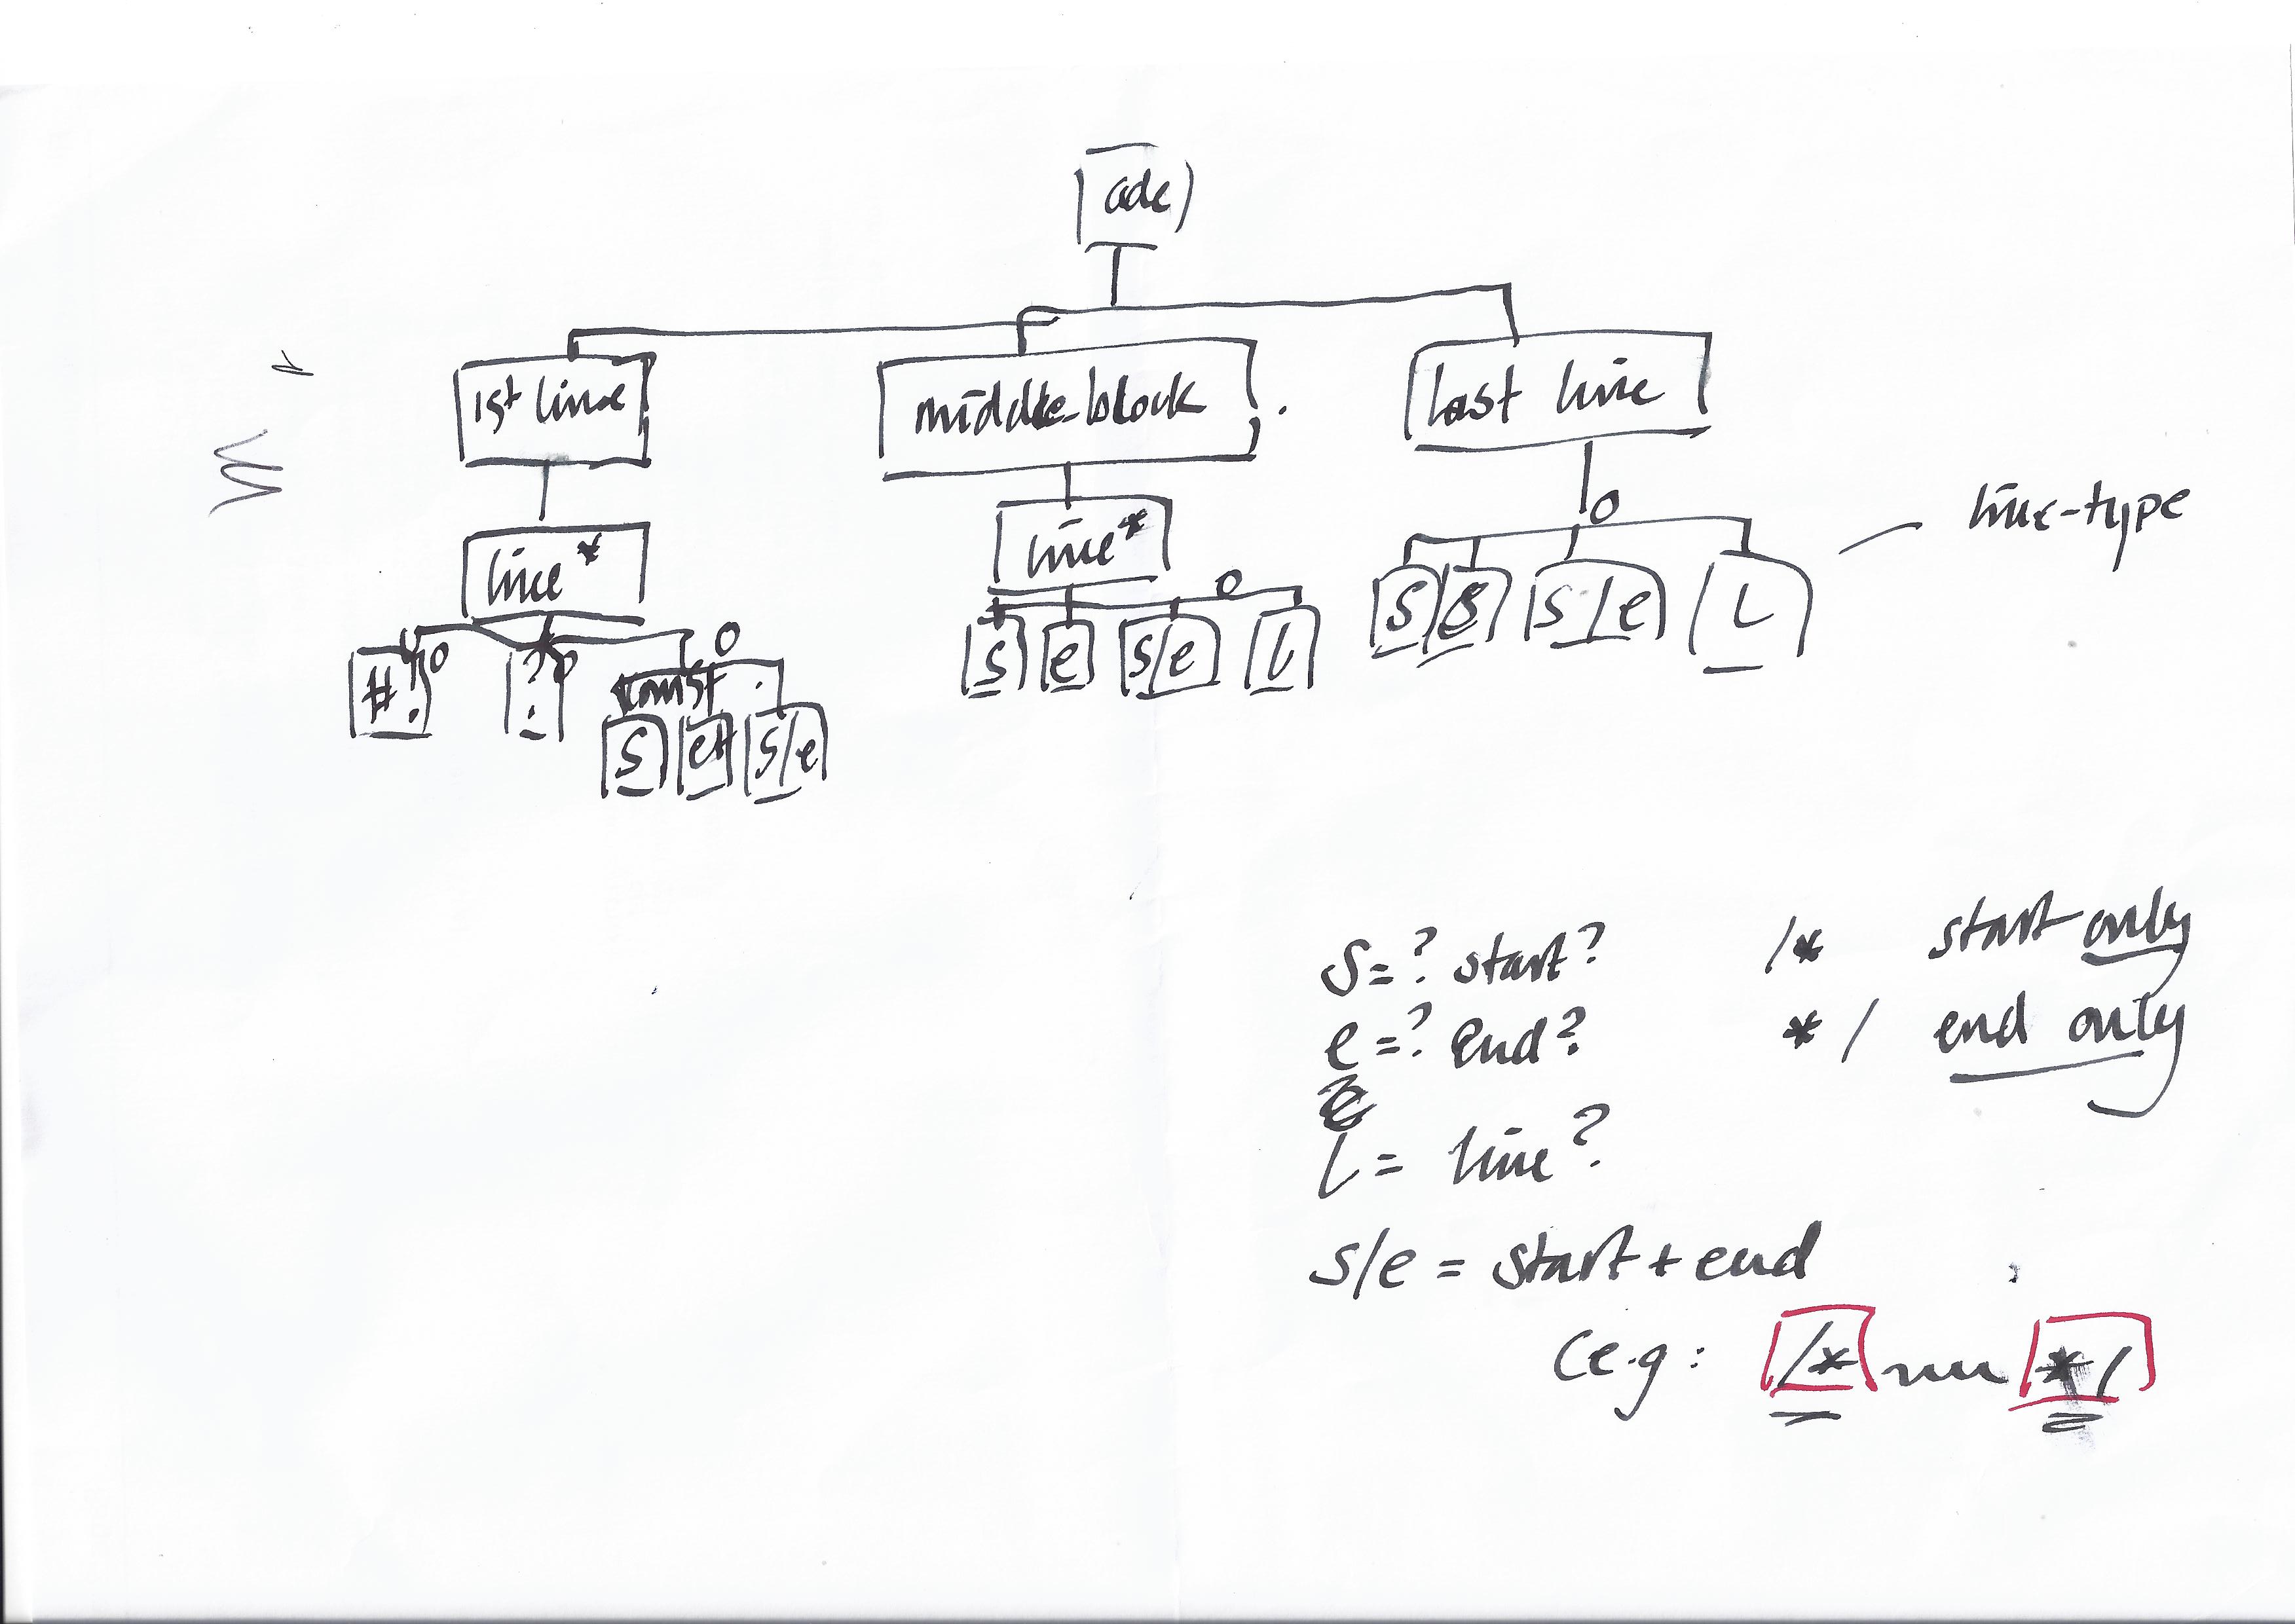 code
1st line
middle-block
last line
line*
line*
line-type
#
const
S e s/e
S e s/e l
S e s/e l
S =? start? /* start only
e =? end? */ end only
l = line?
s/e = start + end
(e.g: /* */